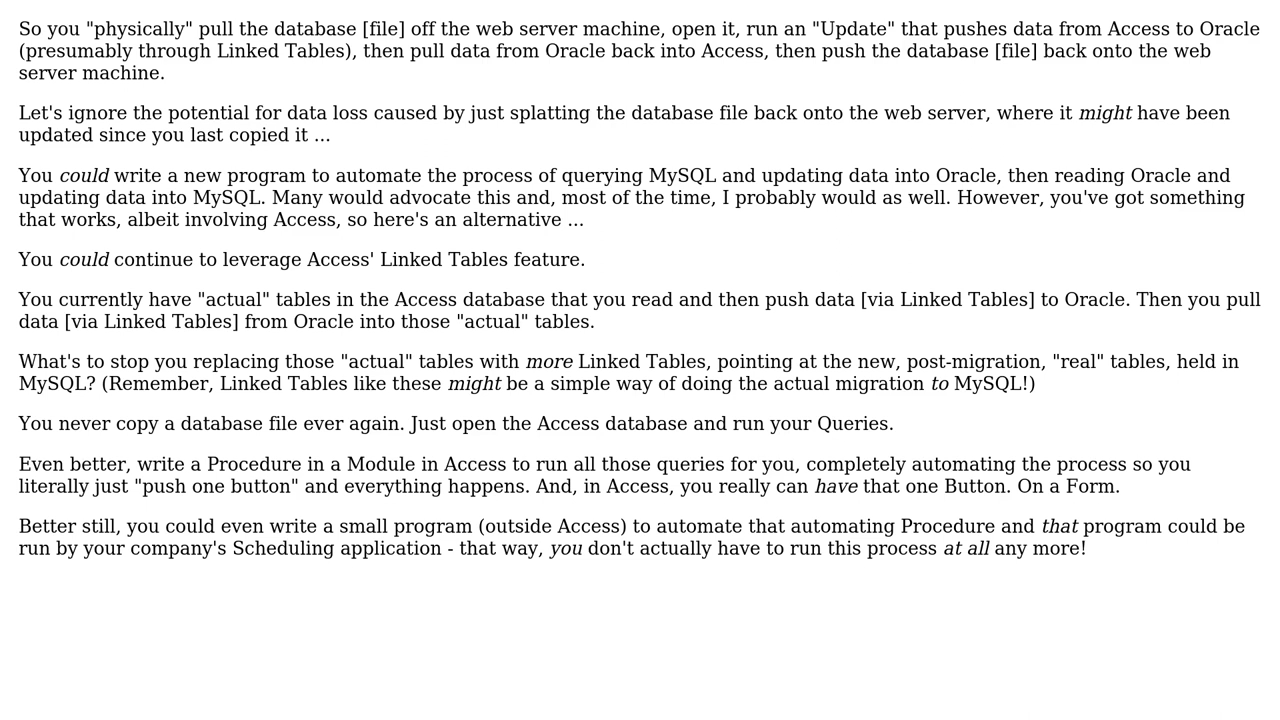 So you "physically" pull the database [file] off the web server machine, open it, run an "Update" that pushes data from Access to Oracle
(presumably through Linked Tables), then pull data from Oracle back into Access, then push the database [file] back onto the web
server machine.
Let's ignore the potential for data loss caused by just splatting the database file back onto the web server, where it might have been
updated since you last copied it ...
You could write a new program to automate the process of querying MySQL and updating data into Oracle, then reading Oracle and
updating data into MySQL. Many would advocate this and, most of the time, I probably would as well. However, you've got something
that works, albeit involving Access, so here's an alternative ...
You could continue to leverage Access' Linked Tables feature.
You currently have "actual" tables in the Access database that you read and then push data [via Linked Tables] to Oracle. Then you pull
data [via Linked Tables] from Oracle into those "actual" tables.
What's to stop you replacing those "actual" tables with more Linked Tables, pointing at the new, post-migration, "real" tables, held in
MySQL? (Remember, Linked Tables like these might be a simple way of doing the actual migration to MySQL!)
You never copy a database file ever again. Just open the Access database and run your Queries.
Even better, write a Procedure in a Module in Access to run all those queries for you, completely automating the process so you
literally just "push one button" and everything happens. And, in Access, you really can have that one Button. On a Form.
Better still, you could even write a small program (outside Access) to automate that automating Procedure and that program could be
run by your company's Scheduling application - that way, you don't actually have to run this process at all any more!